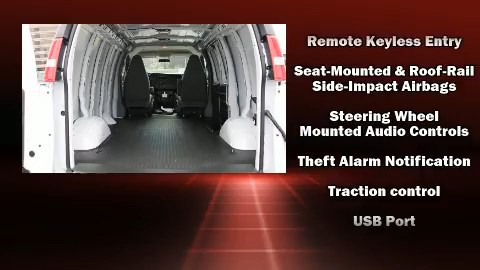 Remote Keyless Entry
Seat-Mounted & Roof-Rail
Side-Impact Airbags
Steering Wheel
Mounted Audio Controls
Theft Alarm Notification
Traction control
USB Port